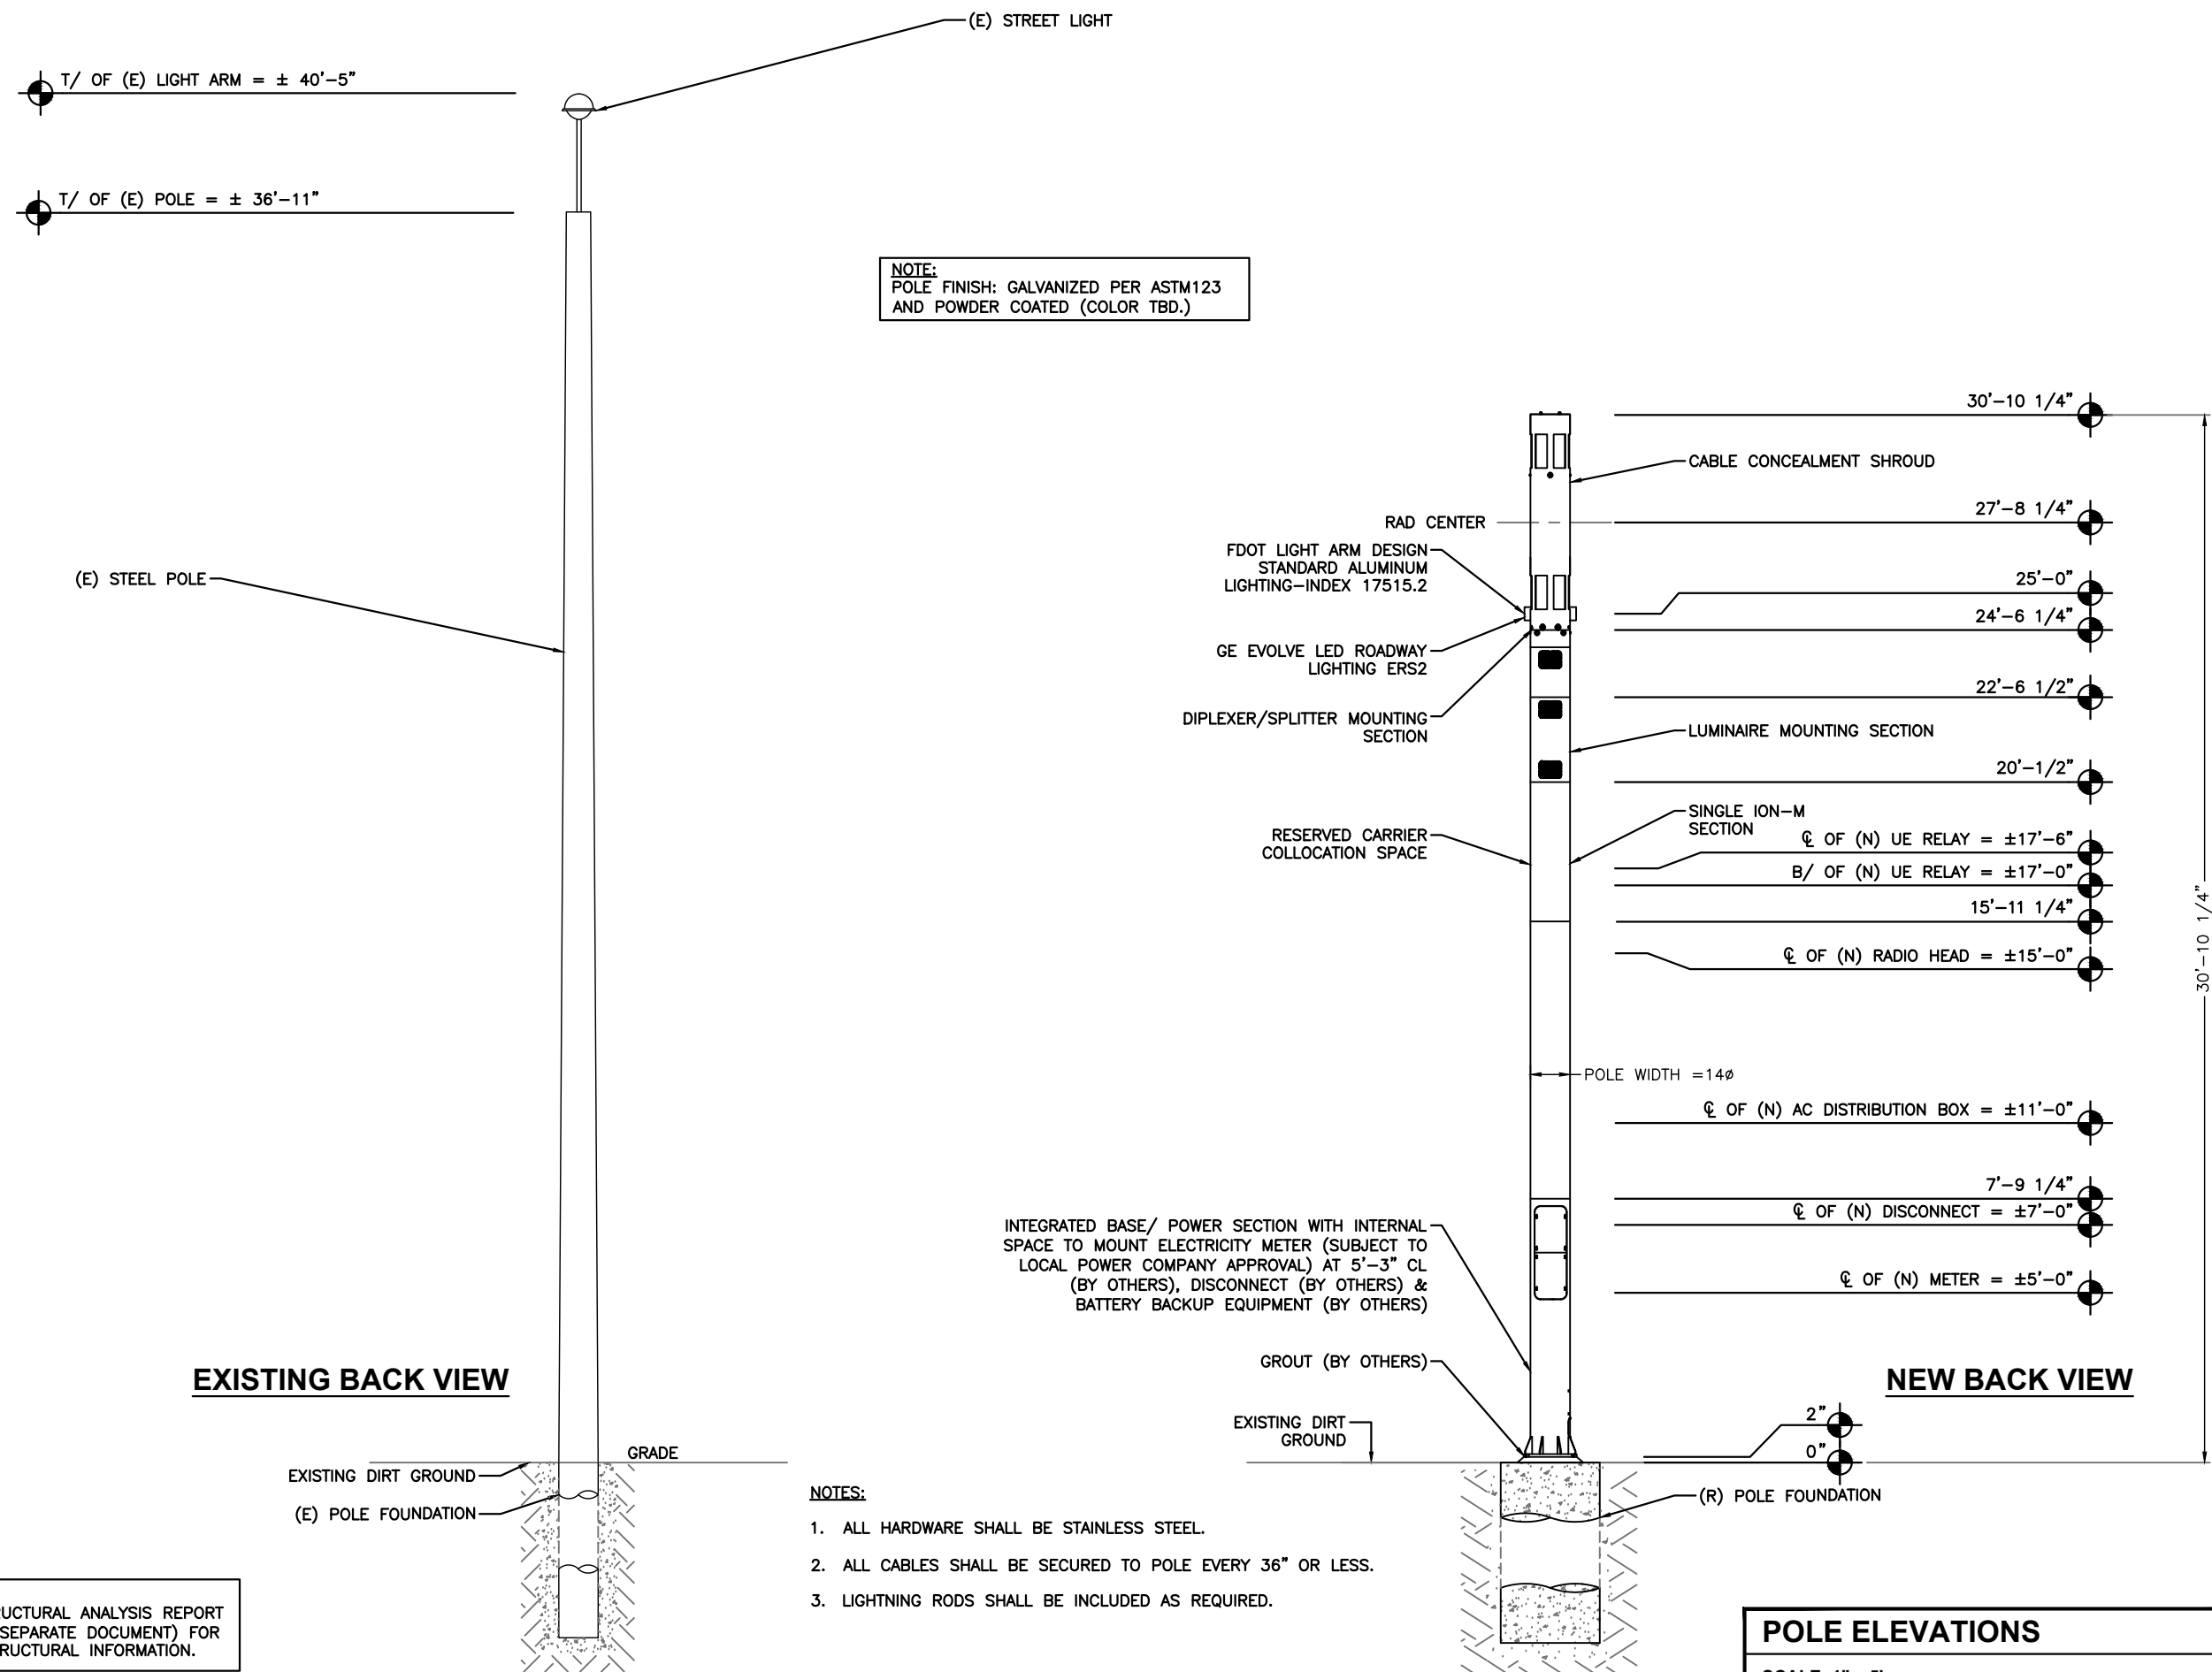 (E) STREET LIGHT
T/ OF (E) LIGHT ARM = ± 40'-5"
T/ OF (E) POLE = ± 36'-11"
(E) STEEL POLE
EXISTING BACK VIEW
GRADE
EXISTING DIRT GROUND
(E) POLE FOUNDATION
UCTURAL ANALYSIS REPORT
SEPARATE DOCUMENT) FOR
RUCTURAL INFORMATION.
NOTE:
POLE FINISH: GALVANIZED PER ASTM123
AND POWDER COATED (COLOR TBD.)
RAD CENTER
FDOT LIGHT ARM DESIGN
STANDARD ALUMINUM
LIGHTING-INDEX 17515.2
GE EVOLVE LED ROADWAY
LIGHTING ERS2
DIPLEXER/SPLITTER MOUNTING
SECTION
RESERVED CARRIER
COLLOCATION SPACE
INTEGRATED BASE/ POWER SECTION WITH INTERNAL
SPACE TO MOUNT ELECTRICITY METER (SUBJECT TO
LOCAL POWER COMPANY APPROVAL) AT 5'-3" CL
(BY OTHERS), DISCONNECT (BY OTHERS) &
BATTERY BACKUP EQUIPMENT (BY OTHERS)
GROUT (BY OTHERS)
EXISTING DIRT
GROUND
30'-10 1/4"
CABLE CONCEALMENT SHROUD
27'-8 1/4"
25'-0"
24'-6 1/4"
22'-6 1/2"
LUMINAIRE MOUNTING SECTION
20'-1/2"
SINGLE ION-M
SECTION
℄ OF (N) UE RELAY = ±17'-6"
B/ OF (N) UE RELAY = ±17'-0"
15'-11 1/4"
℄ OF (N) RADIO HEAD = ±15'-0"
30'-10 1/4"
POLE WIDTH =14ø
℄ OF (N) AC DISTRIBUTION BOX = ±11'-0"
7'-9 1/4"
℄ OF (N) DISCONNECT = ±7'-0"
℄ OF (N) METER = ±5'-0"
NEW BACK VIEW
2"
0"
(R) POLE FOUNDATION
NOTES:
1. ALL HARDWARE SHALL BE STAINLESS STEEL.
2. ALL CABLES SHALL BE SECURED TO POLE EVERY 36" OR LESS.
3. LIGHTNING RODS SHALL BE INCLUDED AS REQUIRED.
POLE ELEVATIONS